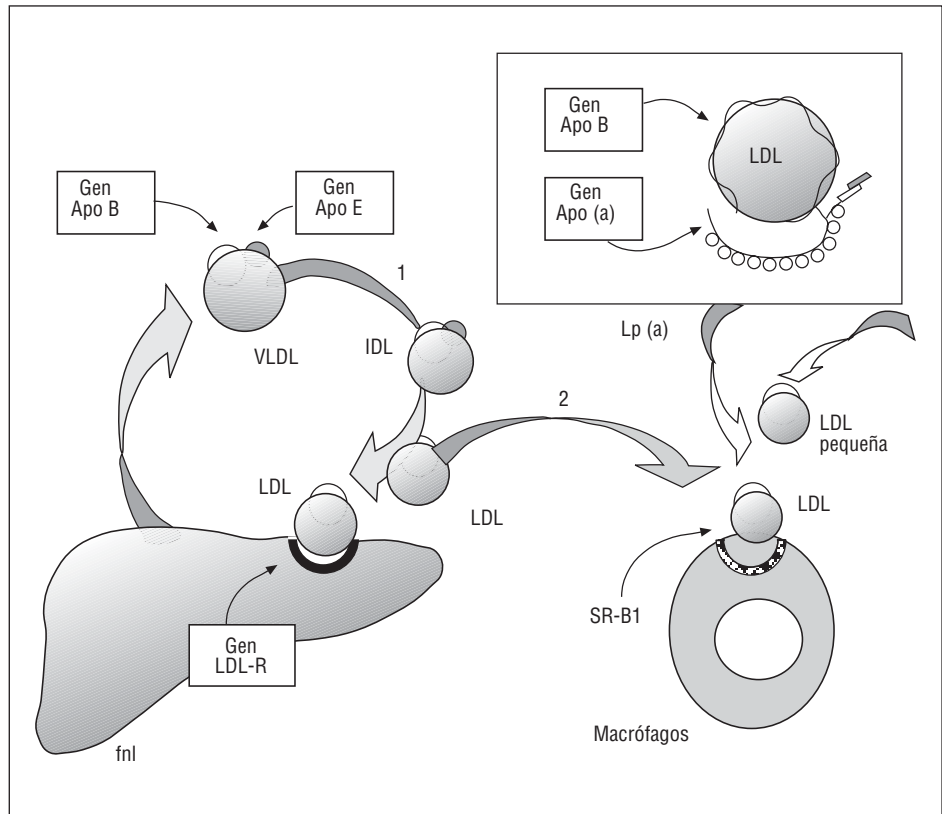 Gen
Apo B
LDL
Gen
Apo (a)
Gen
Apo B
Gen
Apo E
1
VLDL
IDL
Lp (a)
2
LDL
pequeña
LDL
LDL
LDL
SR-B1
Gen
LDL-R
Macrófagos
fnl